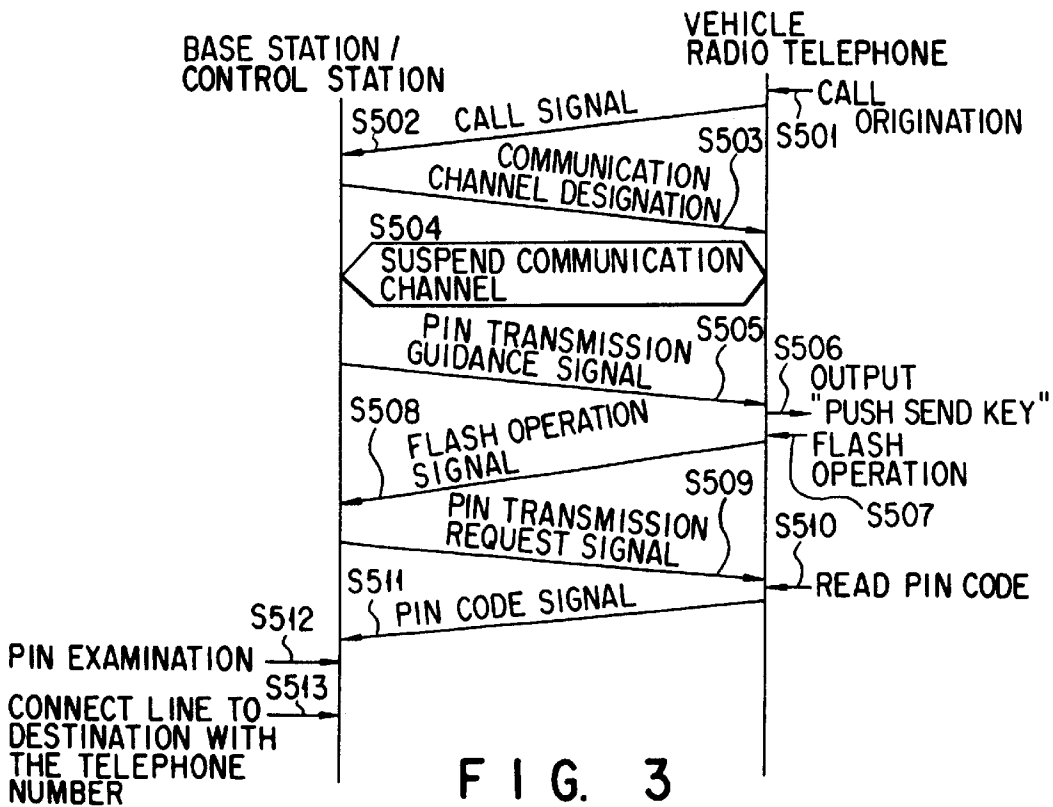 BASE STATION /
CONTROL STATION
VEHICLE
RADIO TELEPHONE
CALL
ORIGINATION
S501
S502
CALL SIGNAL
S503
COMMUNICATION
CHANNEL DESIGNATION
S504
SUSPEND COMMUNICATION
CHANNEL
PIN TRANSMISSION
GUIDANCE SIGNAL
S505
S506
OUTPUT
"PUSH SEND KEY"
S508
FLASH OPERATION
SIGNAL
FLASH
OPERATION
S507
S509
PIN TRANSMISSION
REQUEST SIGNAL
S510
READ PIN CODE
S511
PIN CODE SIGNAL
S512
PIN EXAMINATION
S513
CONNECT LINE TO
DESTINATION WITH
THE TELEPHONE
NUMBER
FIG. 3